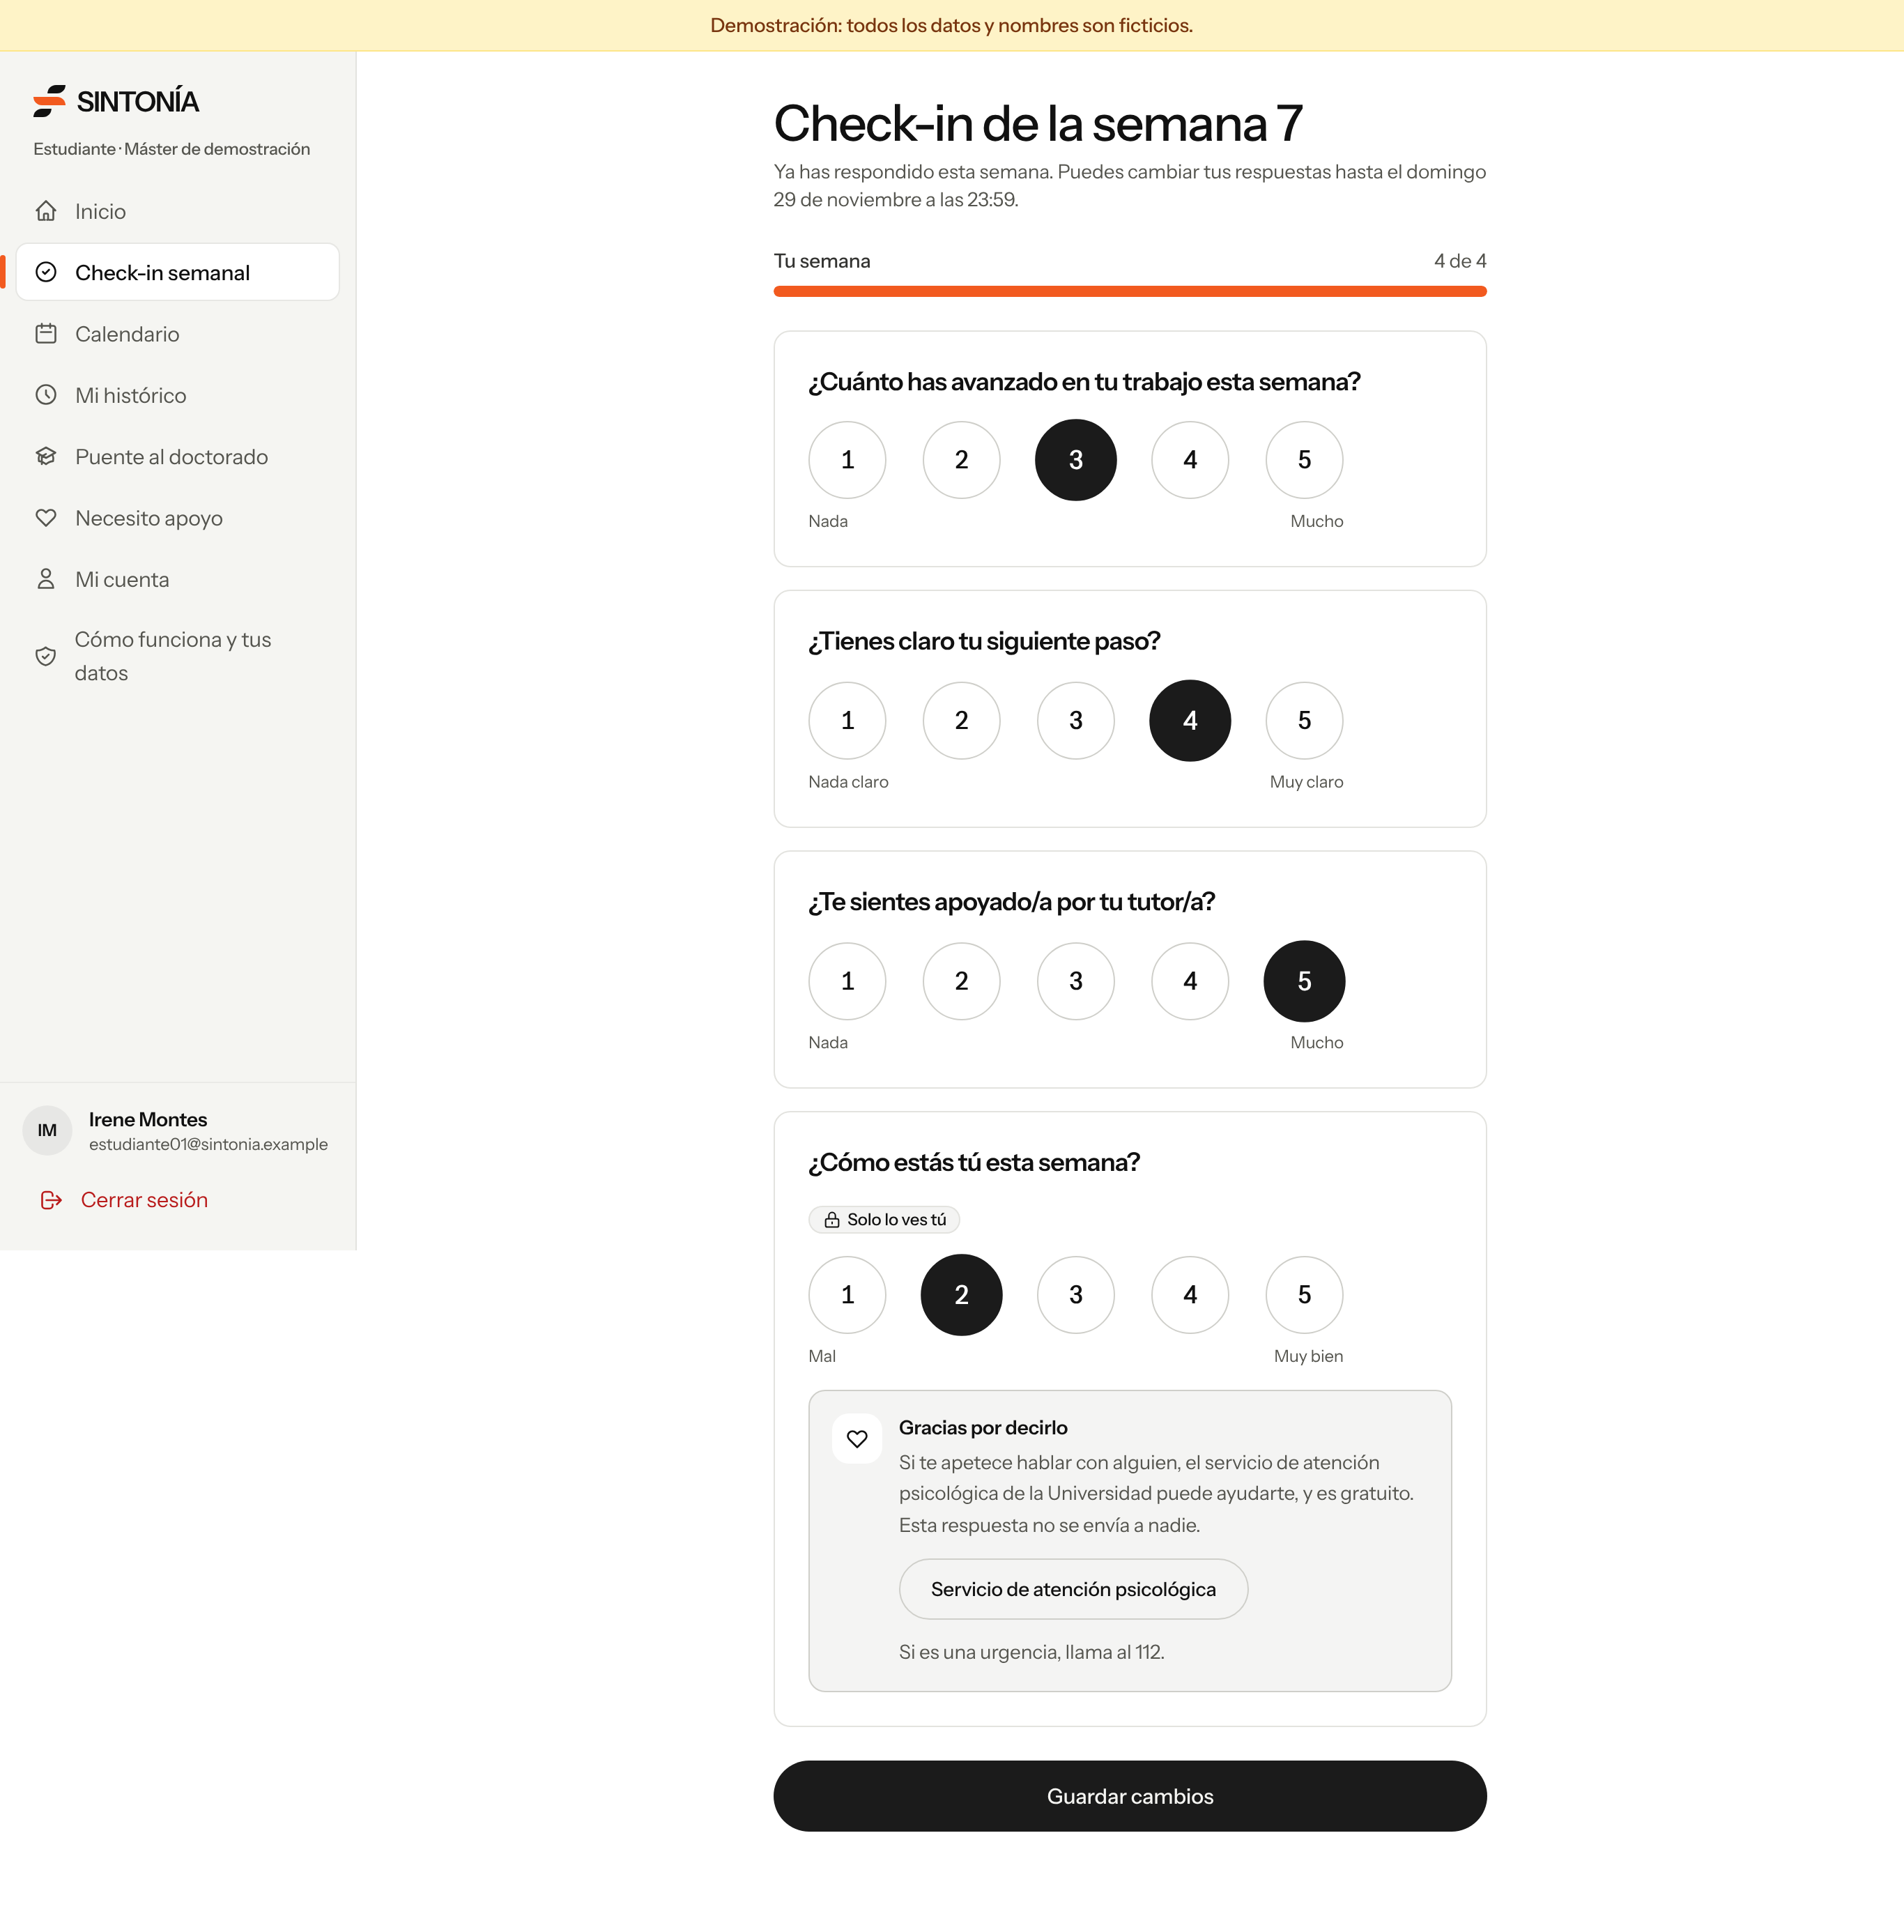 Demostración: todos los datos y nombres son ficticios.
SINTONÍA
Estudiante · Máster de demostración
Inicio
Check-in semanal
Calendario
Mi histórico
Puente al doctorado
Necesito apoyo
Mi cuenta
Cómo funciona y tus
datos
IM
Irene Montes
estudiante01@sintonia.example
Cerrar sesión
Check-in de la semana 7
Ya has respondido esta semana. Puedes cambiar tus respuestas hasta el domingo
29 de noviembre a las 23:59.
Tu semana 4 de 4
¿Cuánto has avanzado en tu trabajo esta semana?
1 2 3 4 5
Nada Mucho
¿Tienes claro tu siguiente paso?
1 2 3 4 5
Nada claro Muy claro
¿Te sientes apoyado/a por tu tutor/a?
1 2 3 4 5
Nada Mucho
¿Cómo estás tú esta semana?
Solo lo ves tú
1 2 3 4 5
Mal Muy bien
Gracias por decirlo
Si te apetece hablar con alguien, el servicio de atención
psicológica de la Universidad puede ayudarte, y es gratuito.
Esta respuesta no se envía a nadie.
Servicio de atención psicológica
Si es una urgencia, llama al 112.
Guardar cambios